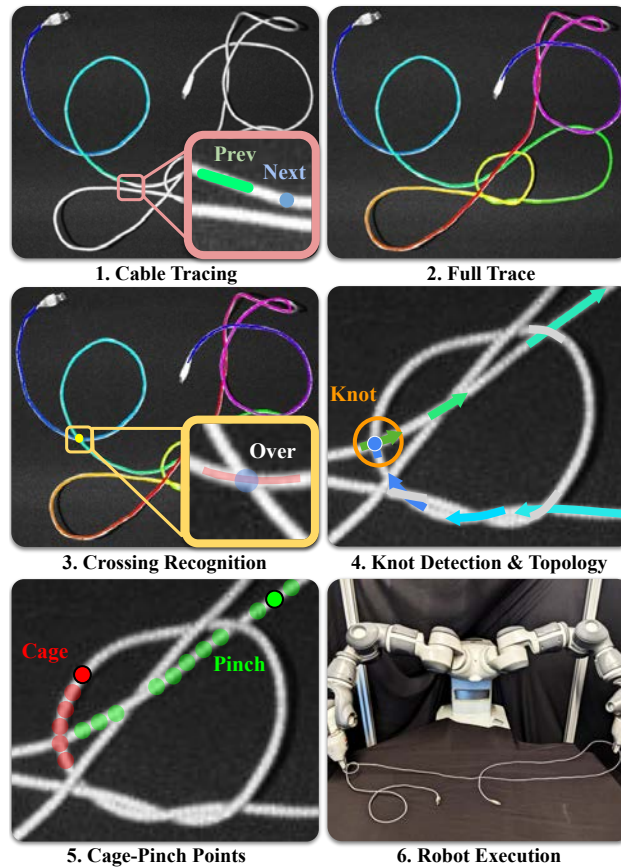 Prev
Next
1. Cable Tracing
2. Full Trace
Over
3. Crossing Recognition
Knot
4. Knot Detection & Topology
Cage
Pinch
5. Cage-Pinch Points
6. Robot Execution